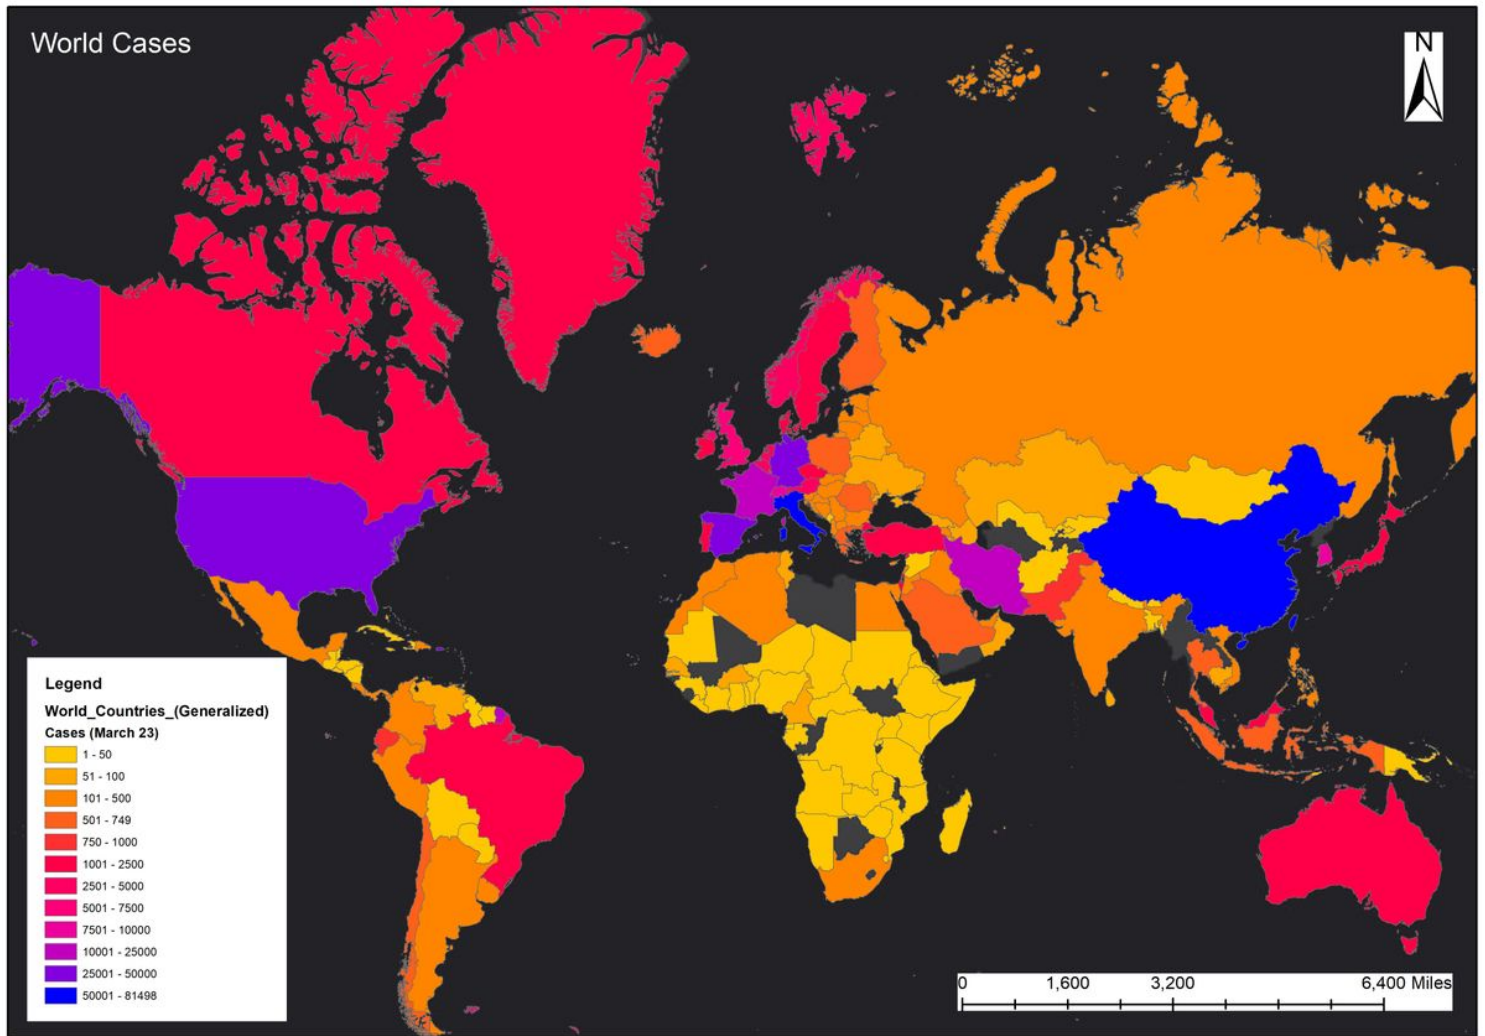 World Cases
N
Legend
World_Countries_(Generalized)
Cases (March 23)
1 - 50
51 - 100
101 - 500
501 - 749
750 - 1000
1001 - 2500
2501 - 5000
5001 - 7500
7501 - 10000
10001 - 25000
25001 - 50000
50001 - 81498
0 1,600 3,200 6,400 Miles